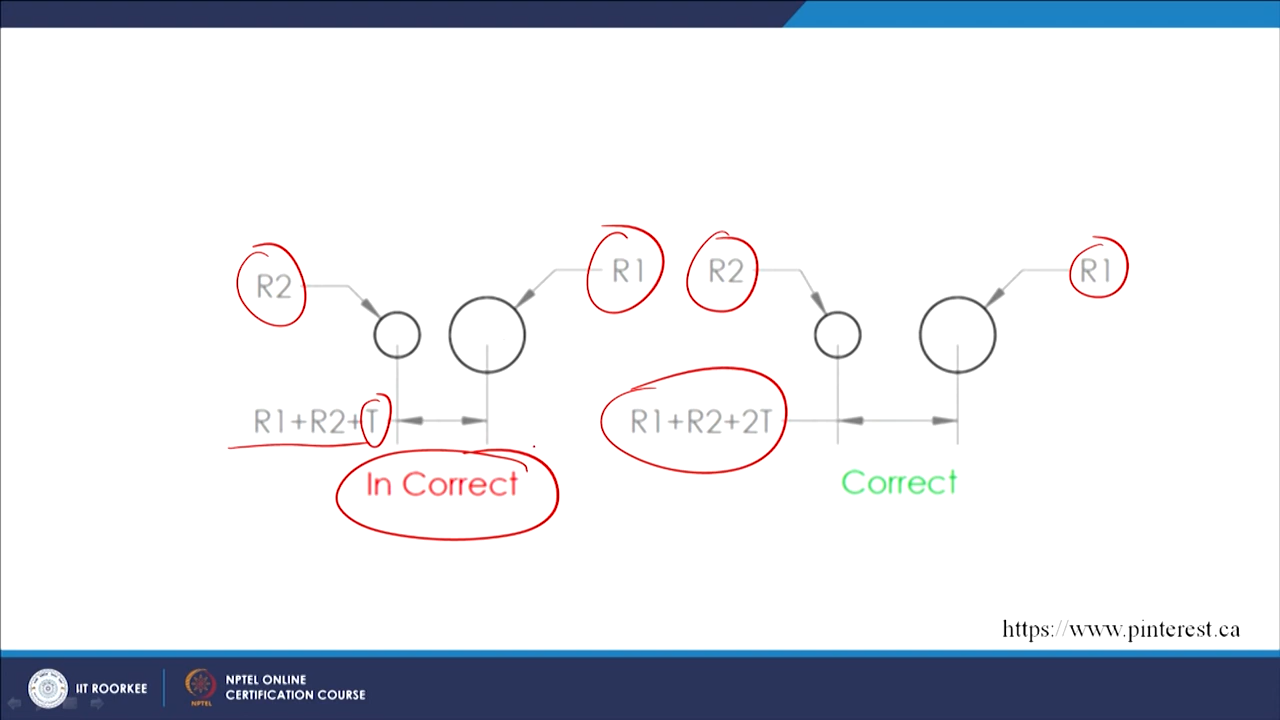 R2
R1
R2
R1
R1+R2+T
R1+R2+2T
In Correct
Correct
https://www.pinterest.ca
IIT ROORKEE
NPTEL ONLINE
CERTIFICATION COURSE
NPTEL